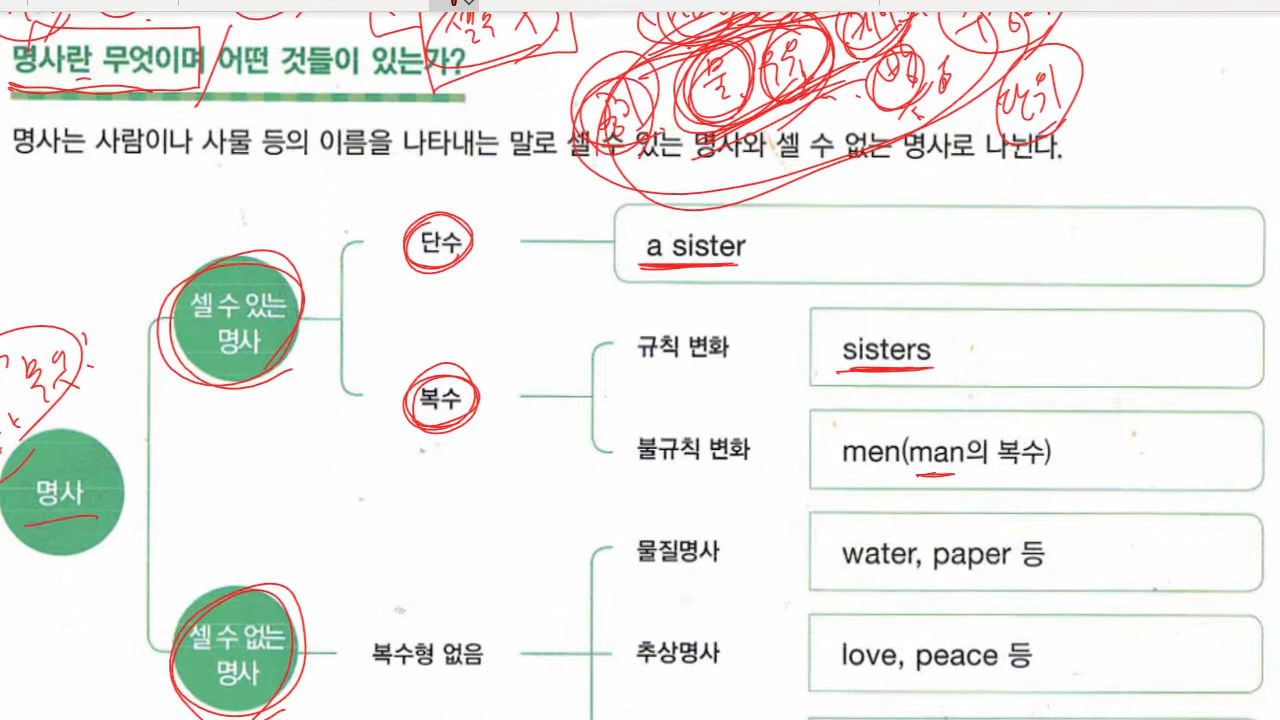 명사란 무엇이며 어떤 것들이 있는가?
물 우유
명사는 사람이나 사물 등의 이름을 나타내는 말로 셀 수 있는 명사와 셀 수 없는 명사로 나뉜다.
단수
a sister
셀 수 있는
명사
규칙 변화
sisters
복수
불규칙 변화
men(man의 복수)
명사
물질명사
water, paper 등
셀 수 없는
명사
복수형 없음
추상명사
love, peace 등